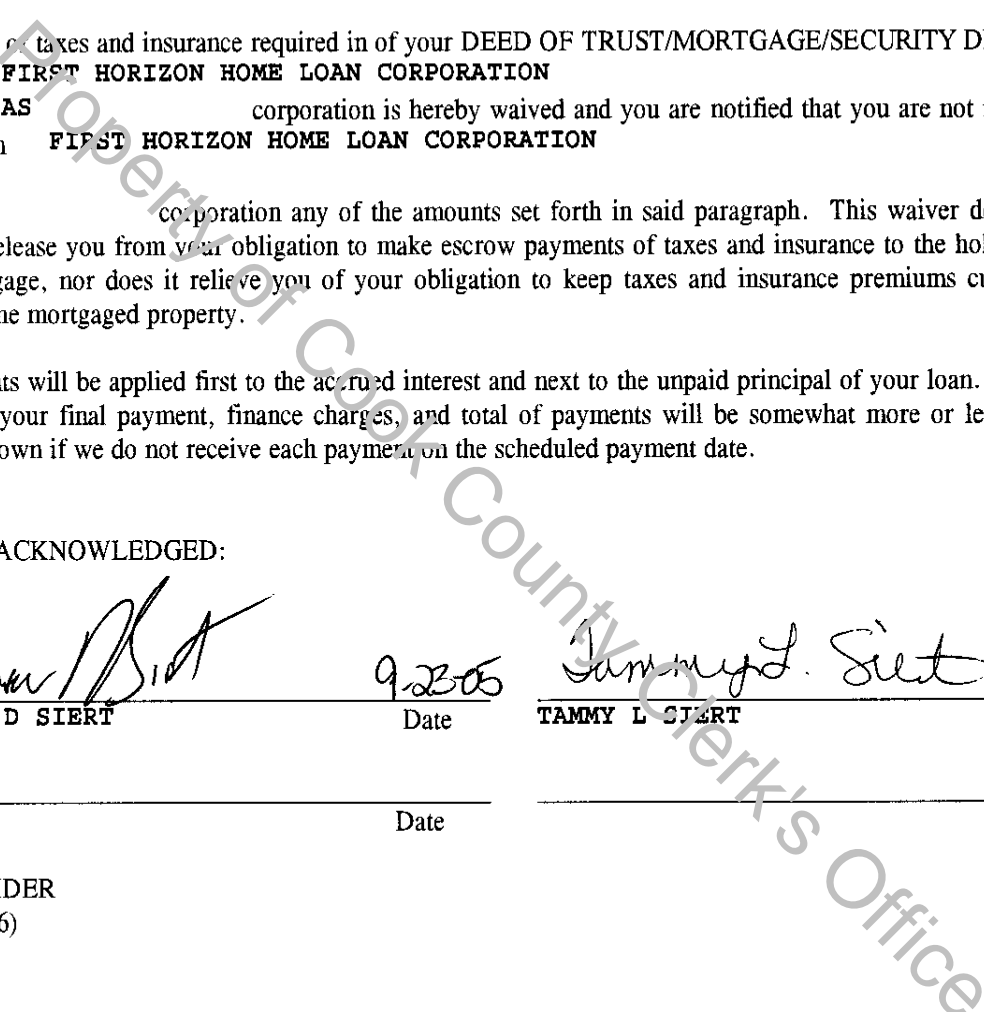 or taxes and insurance required in of your DEED OF TRUST/MORTGAGE/SECURITY
FIRST HORIZON HOME LOAN CORPORATION
AS corporation is hereby waived and you are notified that you are not
FIRST HORIZON HOME LOAN CORPORATION
corporation any of the amounts set forth in said paragraph. This waiver
elease you from your obligation to make escrow payments of taxes and insurance to the
gage, nor does it relieve you of your obligation to keep taxes and insurance premiums
he mortgaged property.
ts will be applied first to the accrued interest and next to the unpaid principal of your loan.
your final payment, finance charges, and total of payments will be somewhat more or le
own if we do not receive each payment on the scheduled payment date.
ACKNOWLEDGED:
D Siert 9-23-05 Tammy L. Siert
D SIERT Date TAMMY L SIERT
Date
DER
6)
Property of Cook County Clerk's Office